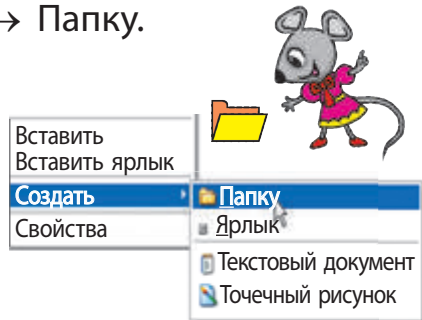 → Папку.
Вставить
Вставить ярлык
Создать
Папку
Свойства
Ярлык
Текстовый документ
Точечный рисунок